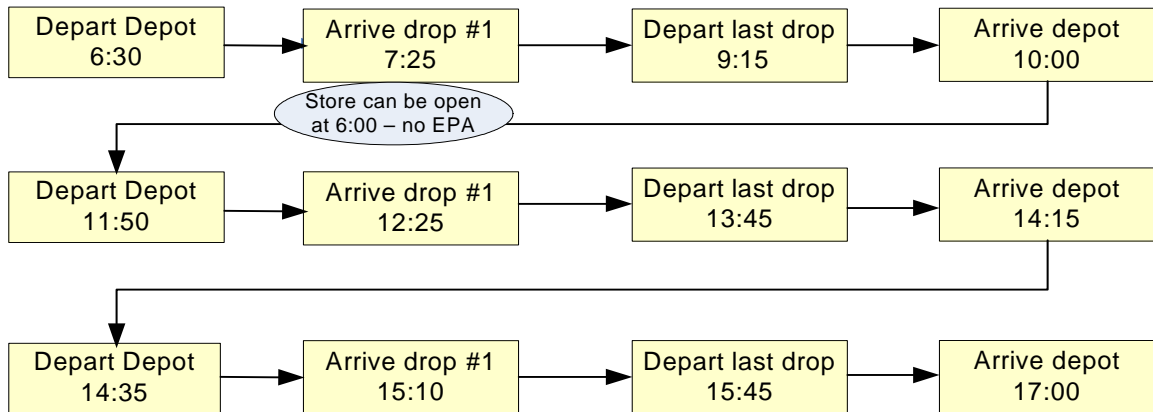 Depart Depot
6:30
Arrive drop #1
7:25
Depart last drop
9:15
Arrive depot
10:00
Store can be open
at 6:00 – no EPA
Depart Depot
11:50
Arrive drop #1
12:25
Depart last drop
13:45
Arrive depot
14:15
Depart Depot
14:35
Arrive drop #1
15:10
Depart last drop
15:45
Arrive depot
17:00